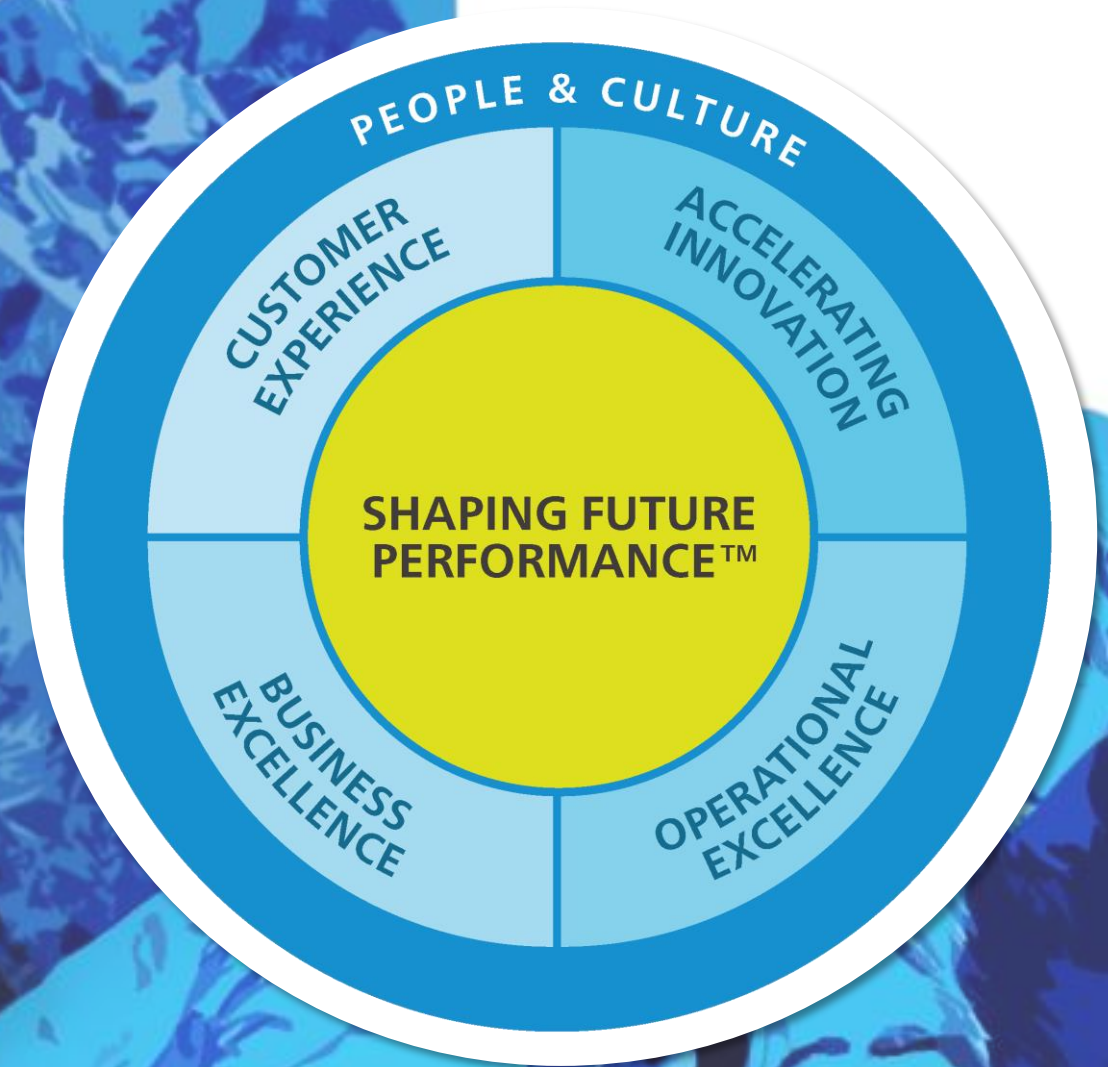 PEOPLE & CULTURE
CUSTOMER
EXPERIENCE
ACCELERATING
INNOVATION
SHAPING FUTURE
PERFORMANCE™
BUSINESS
EXCELLENCE
OPERATIONAL
EXCELLENCE